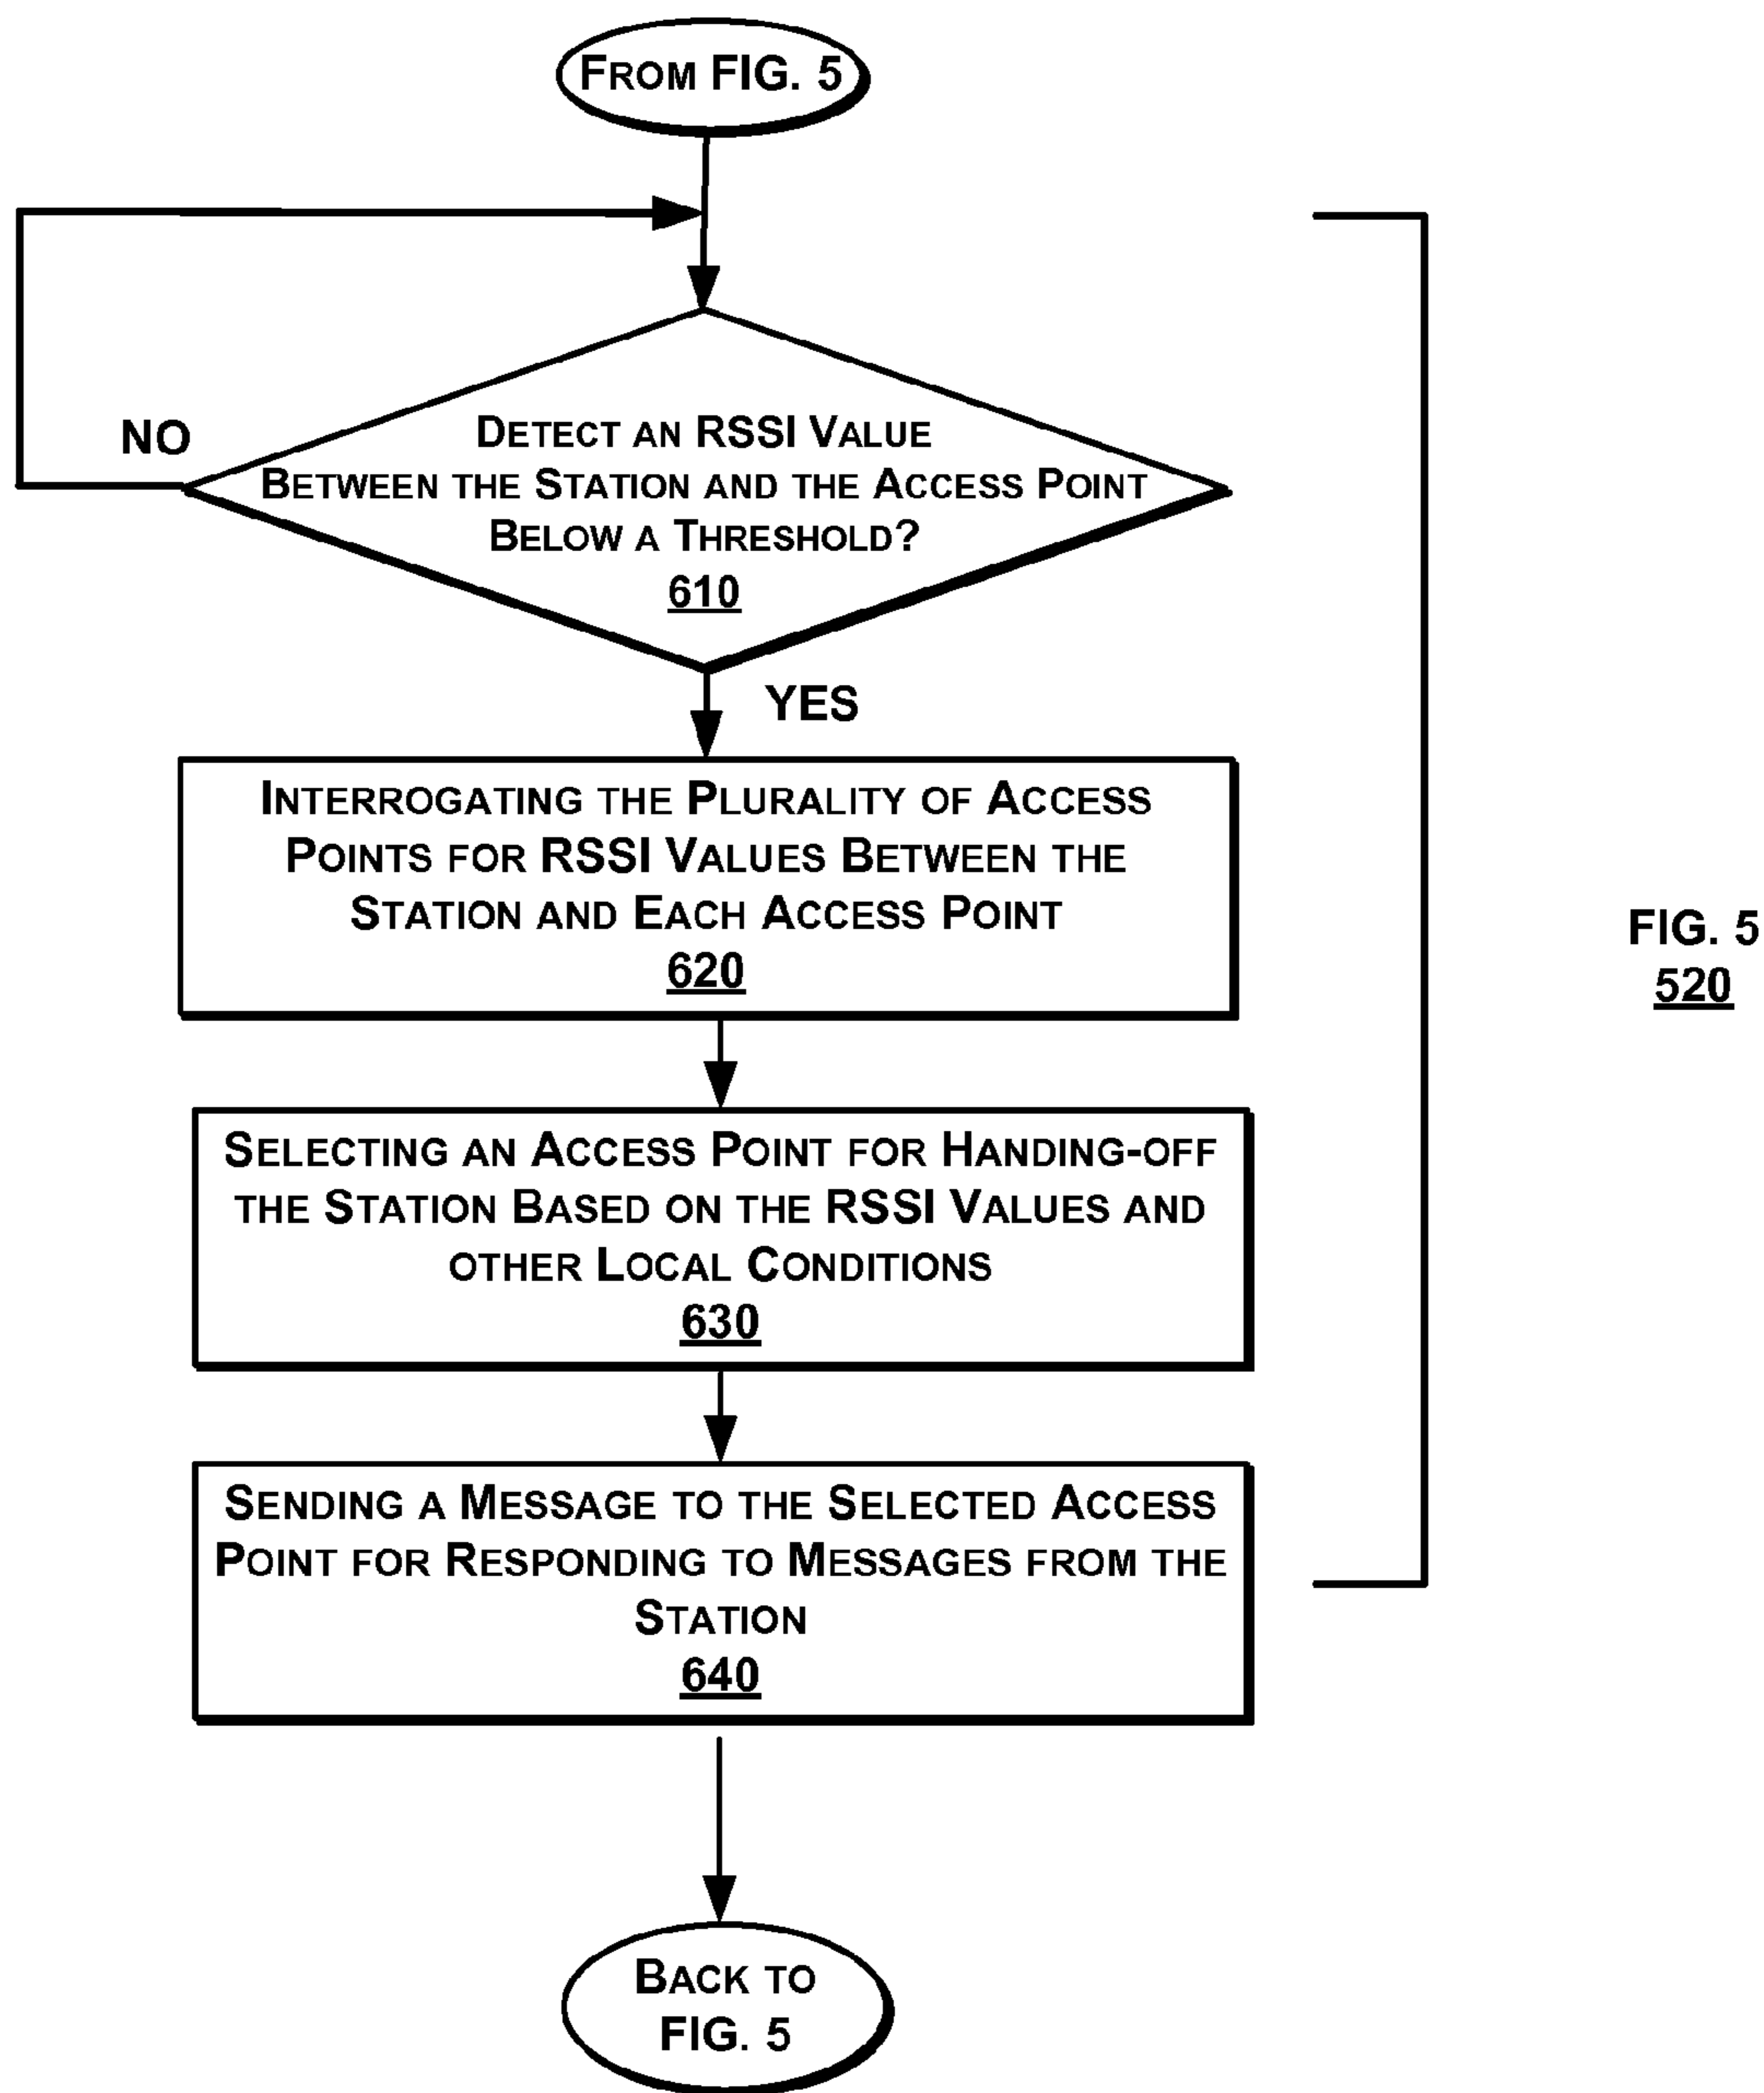 FROM FIG. 5
NO
DETECT AN RSSI VALUE
BETWEEN THE STATION AND THE ACCESS POINT
BELOW A THRESHOLD?
610
YES
INTERROGATING THE PLURALITY OF ACCESS
POINTS FOR RSSI VALUES BETWEEN THE
STATION AND EACH ACCESS POINT
620
FIG. 5
520
SELECTING AN ACCESS POINT FOR HANDING-OFF
THE STATION BASED ON THE RSSI VALUES AND
OTHER LOCAL CONDITIONS
630
SENDING A MESSAGE TO THE SELECTED ACCESS
POINT FOR RESPONDING TO MESSAGES FROM THE
STATION
640
BACK TO
FIG. 5